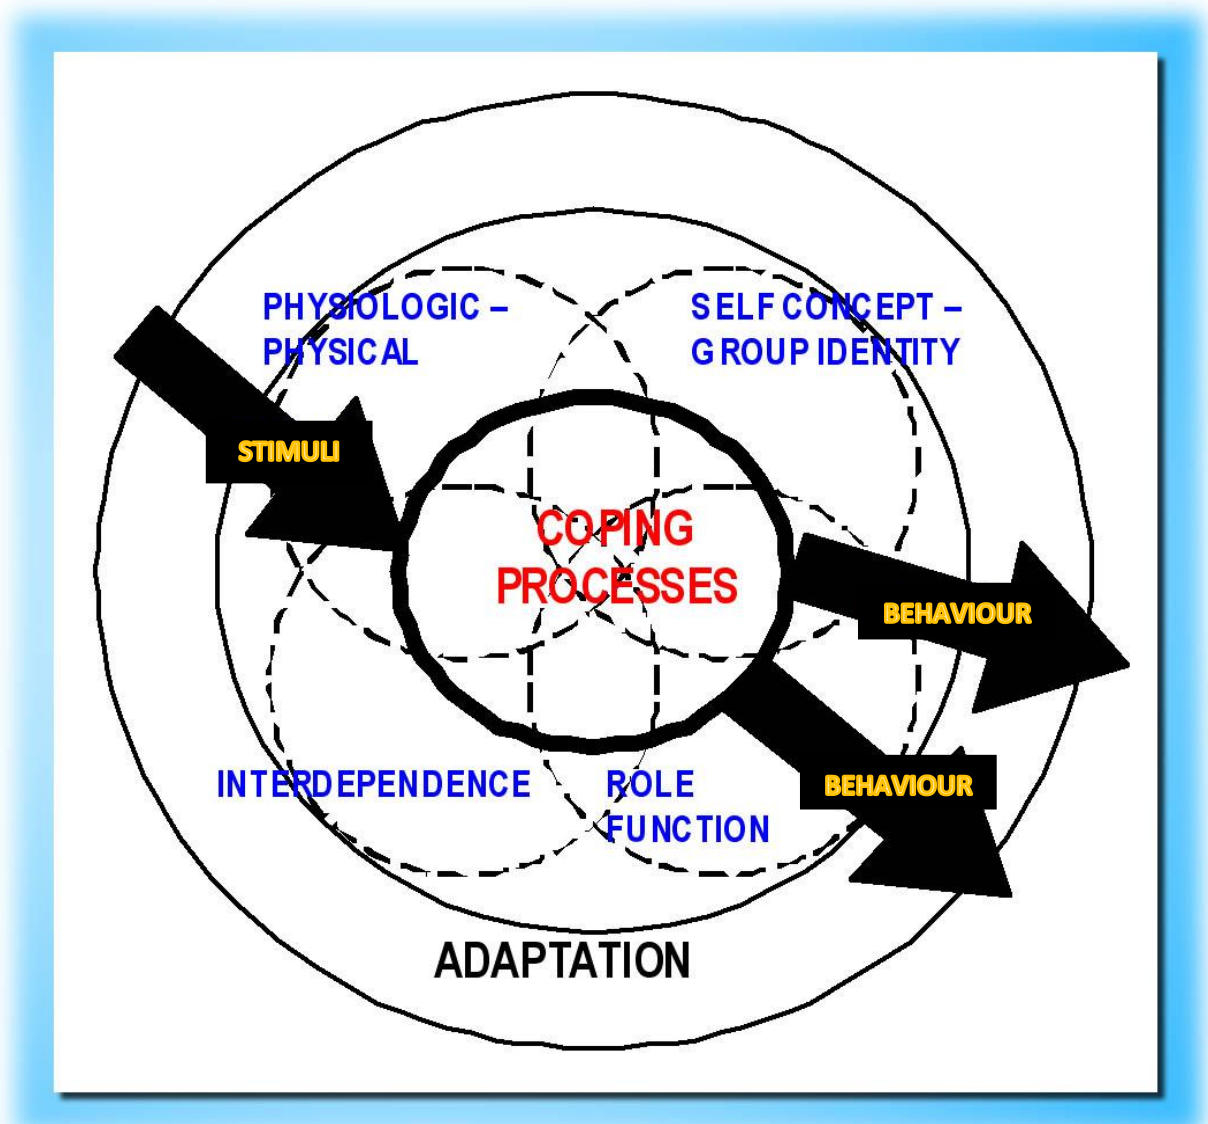 PHYSIOLOGIC –
PHYSICAL
SELF CONCEPT –
GROUP IDENTITY
STIMULI
COPING
PROCESSES
BEHAVIOUR
BEHAVIOUR
INTERDEPENDENCE
ROLE
FUNCTION
ADAPTATION